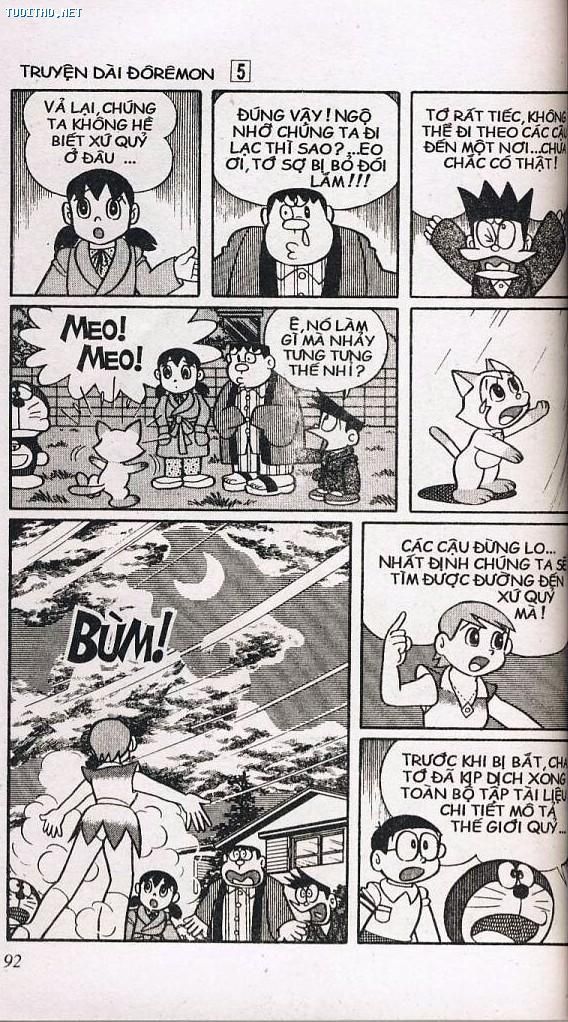 TUOITHO.NET
TRUYỆN DÀI ĐÔRÊMON 5
VẢ LẠI, CHÚNG
TA KHÔNG HỀ
BIẾT XỨ QUỶ
Ở ĐÂU ...
ĐÚNG VẬY! NGỘ
NHỠ CHÚNG TA ĐI
LẠC THÌ SAO? ...EO
ƠI, TỚ SỢ BỊ BỎ ĐÓI
LẮM!!!
TỚ RẤT TIẾC, KHÔNG
THỂ ĐI THEO CÁC CẬU
ĐẾN MỘT NƠI... CHƯA
CHẮC CÓ THẬT!
MEO!
MEO!
Ê, NÓ LÀM
GÌ MÀ NHẢY
TƯNG TƯNG
THẾ NHỈ?
BÙM!
CÁC CẬU ĐỪNG LO...
NHẤT ĐỊNH CHÚNG TA SẼ
TÌM ĐƯỢC ĐƯỜNG ĐẾN
XỨ QUỶ
MÀ!
TRƯỚC KHI BỊ BẮT, CHA
TỚ ĐÃ KỊP DỊCH XONG
TOÀN BỘ TẬP TÀI LIỆU
CHI TIẾT MÔ TẢ
THẾ GIỚI QUỶ...
92